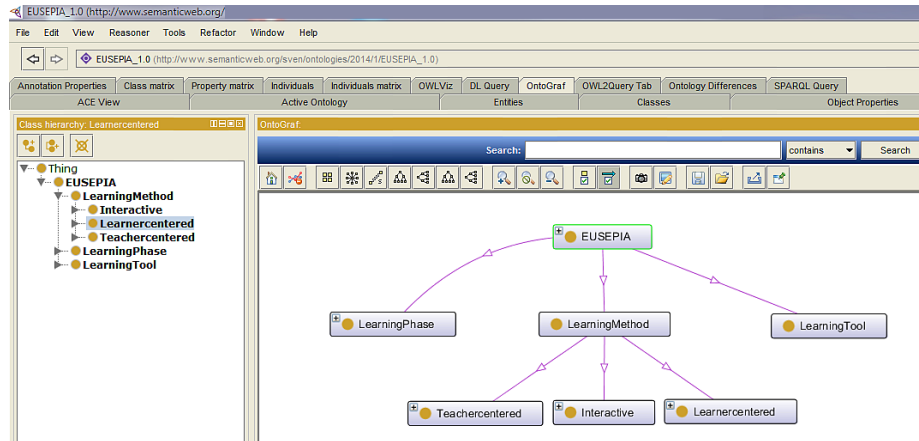 EUSEPIA_1.0 (http://www.semanticweb.org/
File Edit View Reasoner Tools Refactor Window Help
EUSEPIA_1.0 (http://www.semanticweb.org/sven/ontologies/2014/1/EUSEPIA_1.0)
Annotation Properties Class matrix Property matrix Individuals Individuals matrix OWLViz DL Query OntoGraf OWL2Query Tab Ontology Differences SPARQL Query
ACE View Active Ontology Entities Classes Object Properties
Class hierarchy: Learnercentered OntoGraf:
Search: contains Search
Thing
EUSEPIA
LearningMethod
Interactive
Learnercentered
Teachercentered
LearningPhase
LearningTool
EUSEPIA
LearningPhase LearningMethod LearningTool
Teachercentered Interactive Learnercentered